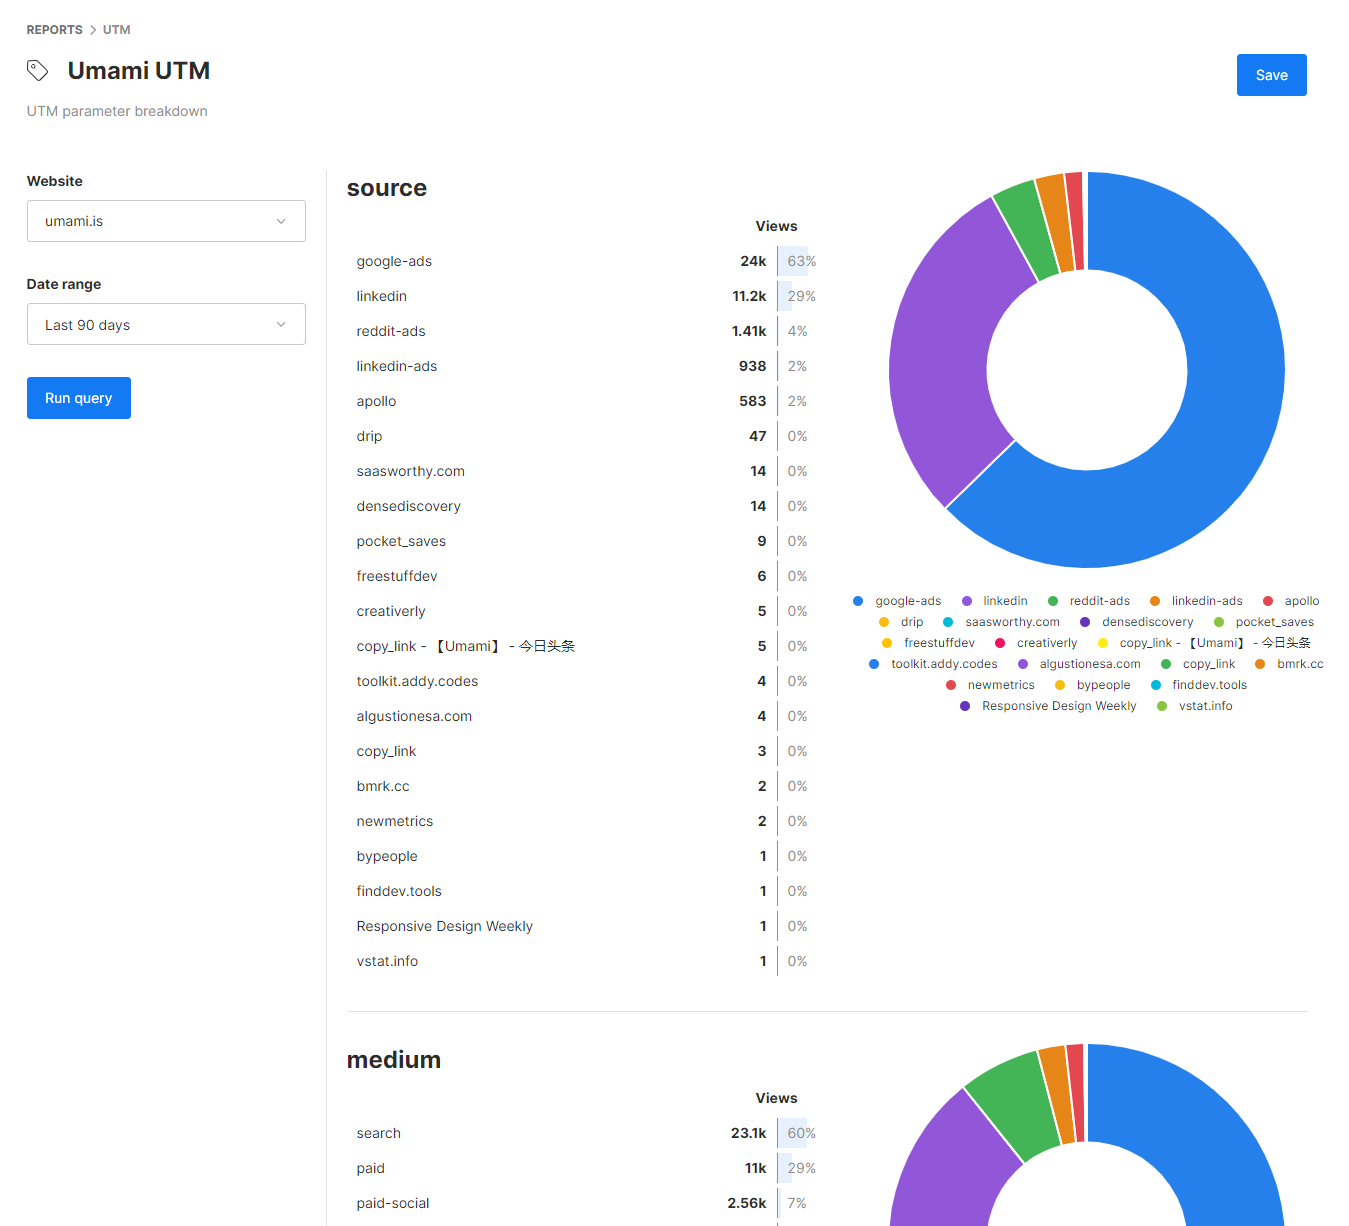 REPORTS > UTM
Umami UTM
Save
UTM parameter breakdown
Website
umami.is
Date range
Last 90 days
Run query
source
Views
google-ads 24k 63%
linkedin 11.2k 29%
reddit-ads 1.41k 4%
linkedin-ads 938 2%
apollo 583 2%
drip 47 0%
saasworthy.com 14 0%
densediscovery 14 0%
pocket_saves 9 0%
freestuffdev 6 0%
creativerly 5 0%
copy_link - 【Umami】 - 今日头条 5 0%
toolkit.addy.codes 4 0%
algustionesa.com 4 0%
copy_link 3 0%
bmrk.cc 2 0%
newmetrics 2 0%
bypeople 1 0%
finddev.tools 1 0%
Responsive Design Weekly 1 0%
vstat.info 1 0%
google-ads linkedin reddit-ads linkedin-ads apollo
drip saasworthy.com densediscovery pocket_saves
freestuffdev creativerly copy_link - 【Umami】 - 今日头条
toolkit.addy.codes algustionesa.com copy_link bmrk.cc
newmetrics bypeople finddev.tools
Responsive Design Weekly vstat.info
medium
Views
search 23.1k 60%
paid 11k 29%
paid-social 2.56k 7%